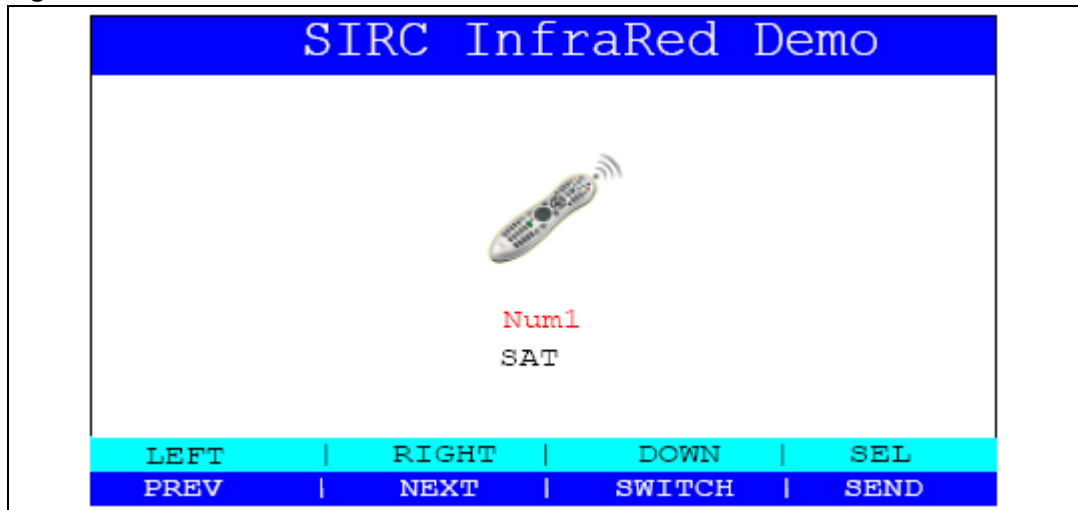 SIRC InfraRed Demo
Num1
SAT
LEFT | RIGHT | DOWN | SEL
PREV | NEXT | SWITCH | SEND